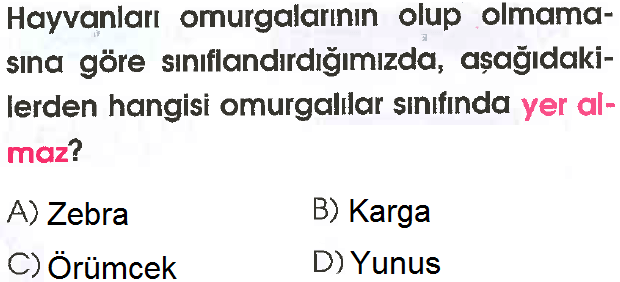 Hayvanları omurgalarının olup olmama-
sına göre sınıflandırdığımızda, aşağıdaki-
lerden hangisi omurgalılar sınıfında yer al-
maz?
A) Zebra B) Karga
C) Örümcek D) Yunus